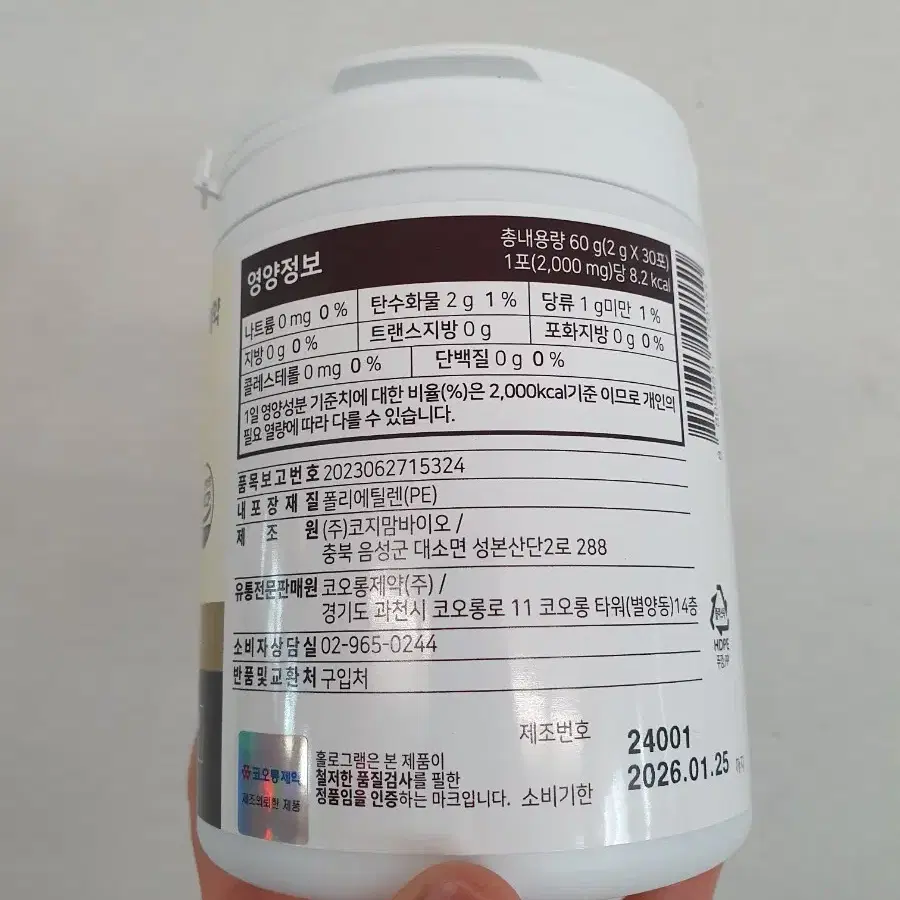 영양정보
총내용량 60 g(2 g X 30포)
1포(2,000 mg)당 8.2 kcal
나트륨 0 mg 0 % 탄수화물 2 g 1 % 당류 1 g미만 1 %
지방 0 g 0 % 트랜스지방 0 g 포화지방 0 g 0 %
콜레스테롤 0 mg 0 % 단백질 0 g 0 %
1일 영양성분 기준치에 대한 비율(%)은 2,000kcal기준 이므로 개인의
필요 열량에 따라 다를 수 있습니다.
품목보고번호 2023062715324
내포장재질 폴리에틸렌(PE)
제조원 (주)코지맘바이오 /
충북 음성군 대소면 성본산단2로 288
유통전문판매원 코오롱제약(주) /
경기도 과천시 코오롱로 11 코오롱 타워(별양동)14층
소비자상담실 02-965-0244
반품및교환처 구입처
HDPE
제조번호 24001
소비기한 2026.01.25
코오롱제약
제조의뢰한 제품
홀로그램은 본 제품이
철저한 품질검사를 필한
정품임을 인증하는 마크입니다.